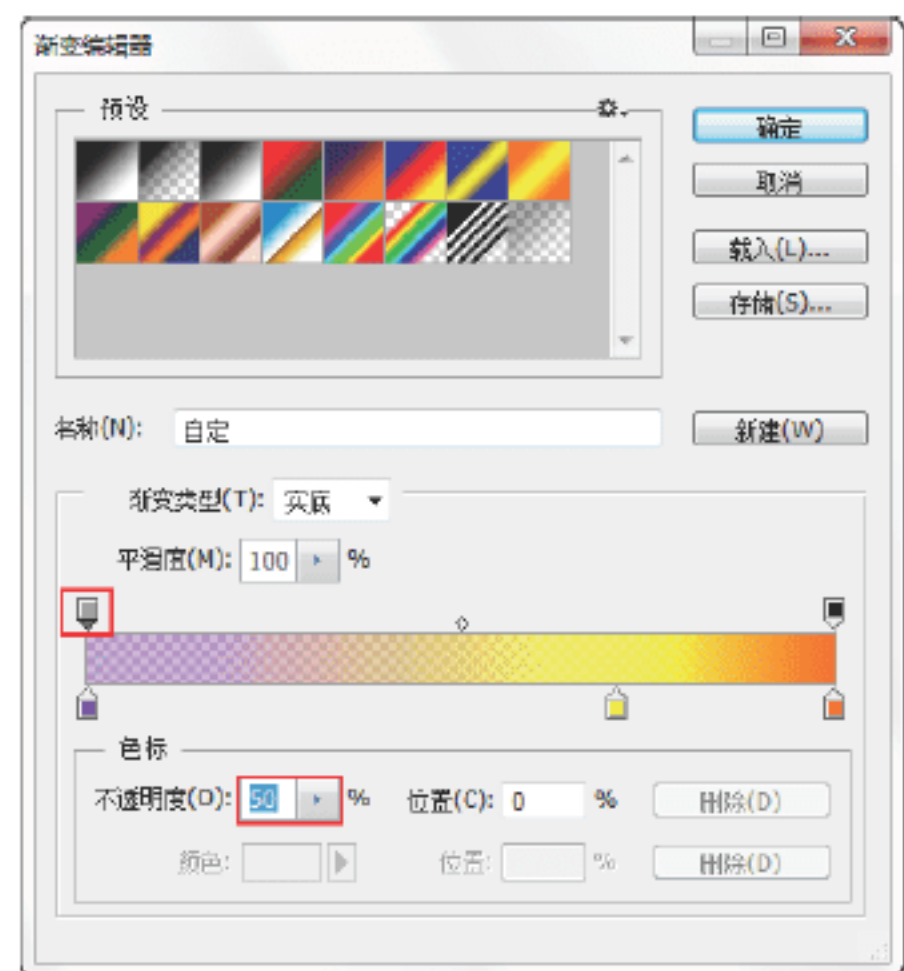 渐变编辑器
预设
确定
取消
载入(L)...
存储(S)...
名称(N): 自定 新建(W)
渐变类型(T): 实底
平滑度(M): 100 %
色标
不透明度(O): 50 % 位置(C): 0 % 删除(D)
颜色: 位置: % 删除(D)